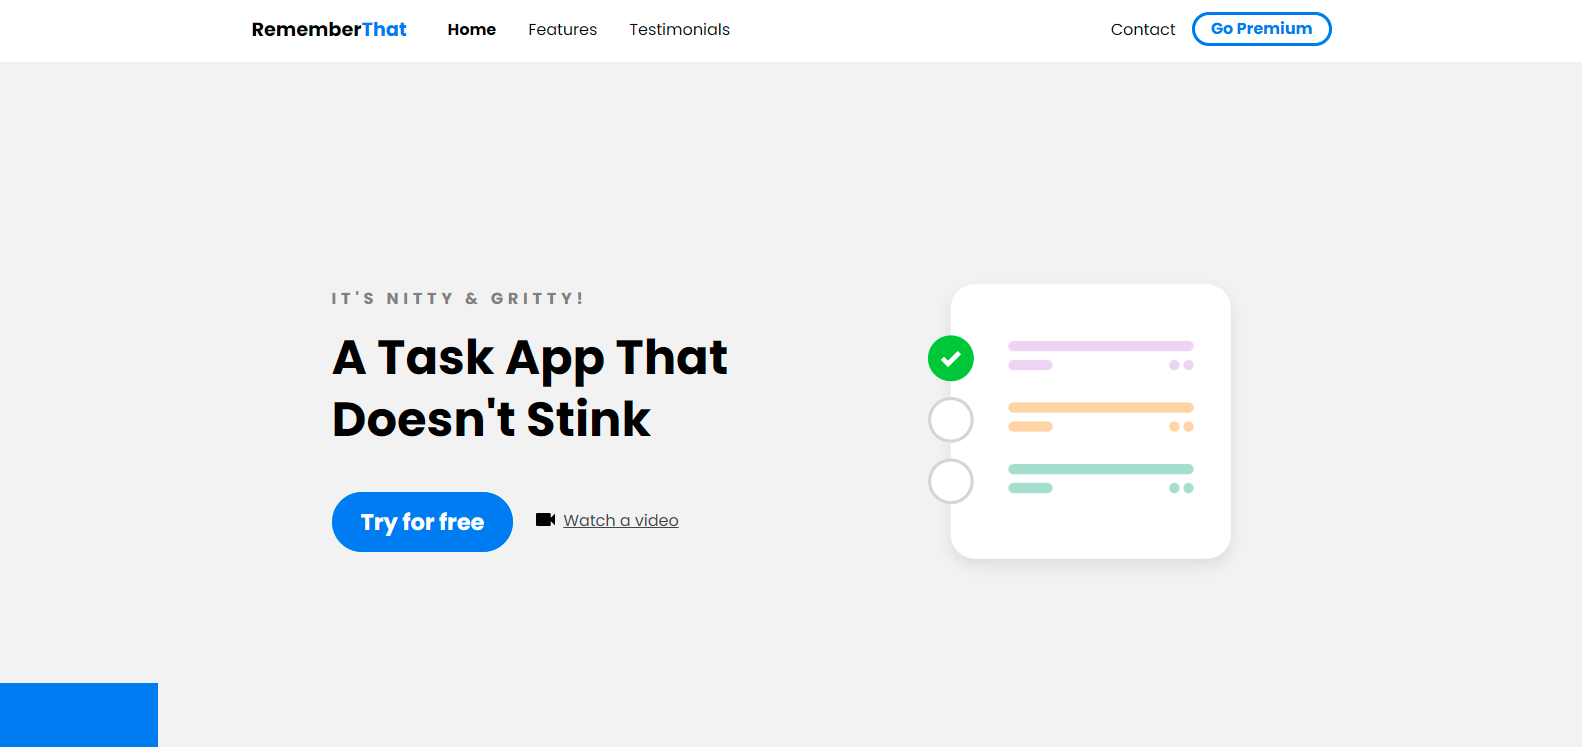 RememberThat Home Features Testimonials Contact Go Premium
IT'S NITTY & GRITTY!
A Task App That
Doesn't Stink
Try for free Watch a video